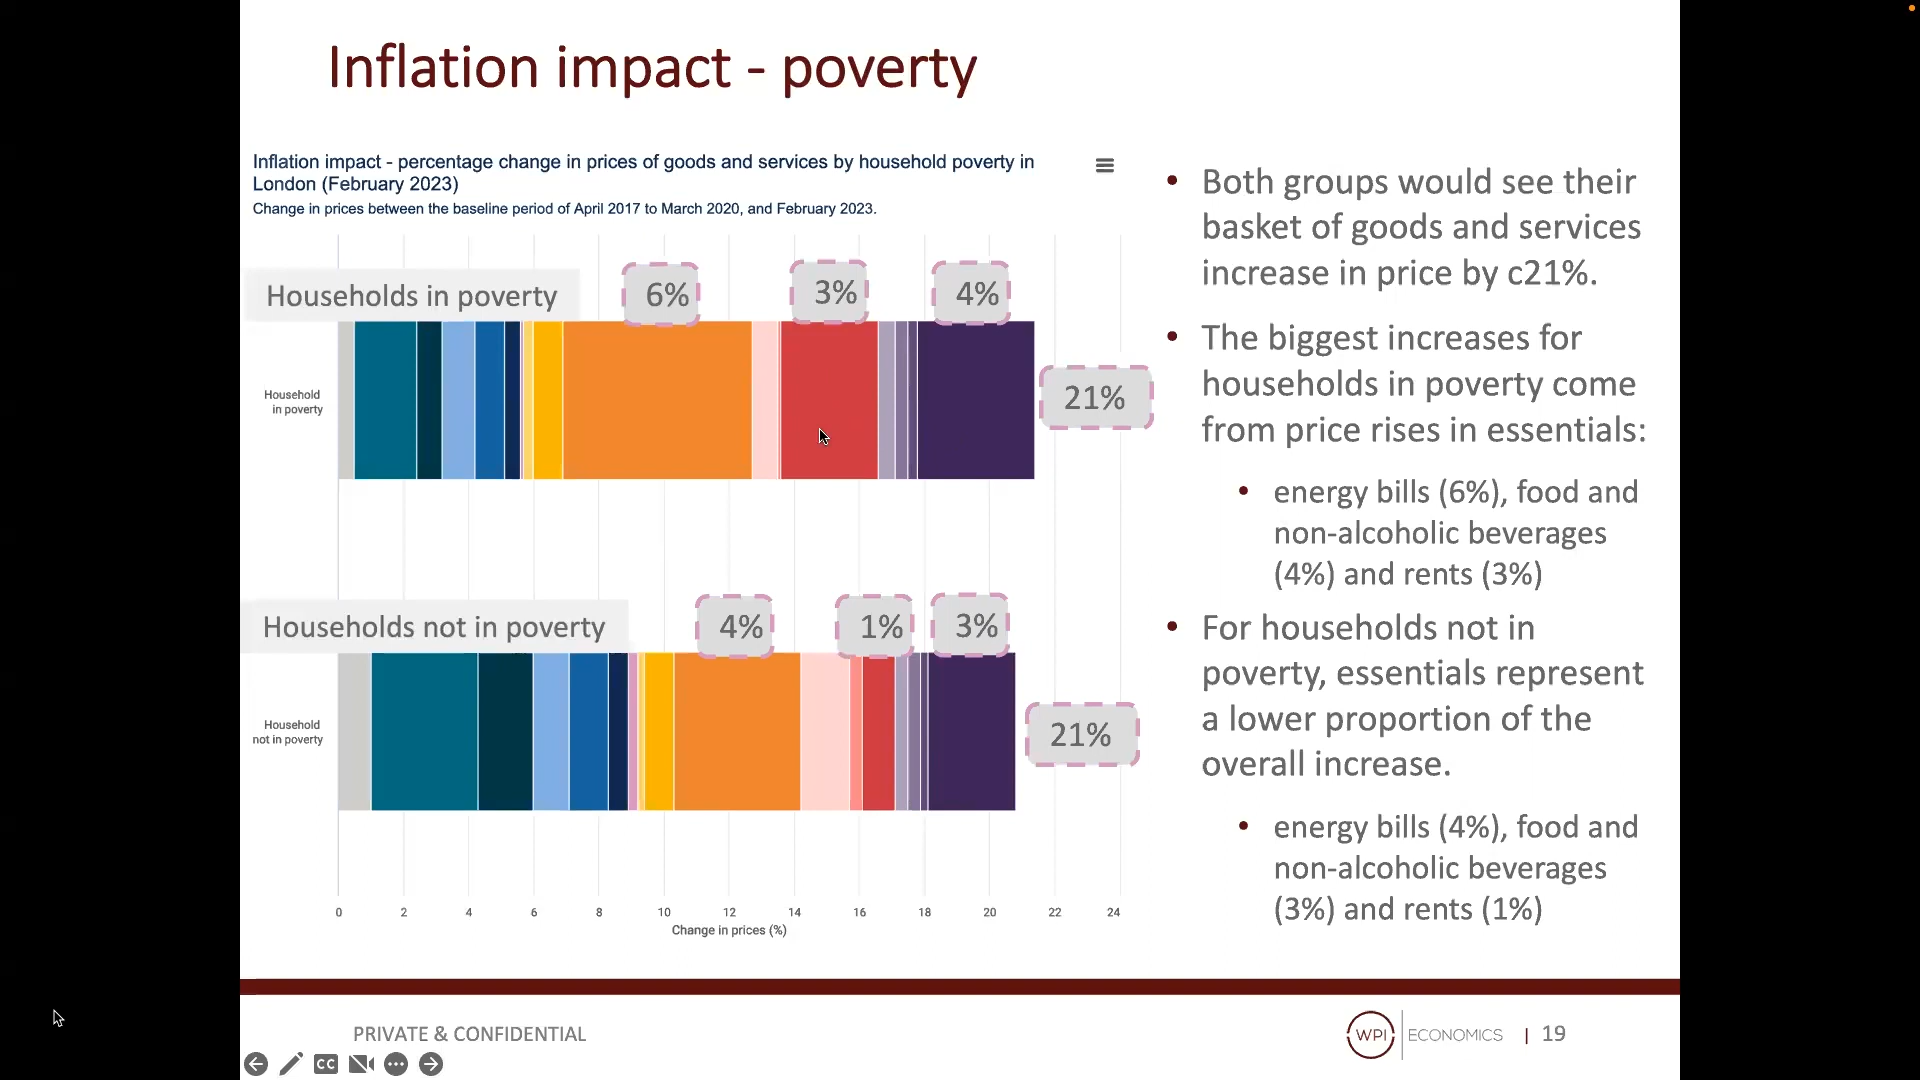 Inflation impact - poverty
Inflation impact - percentage change in prices of goods and services by household poverty in
London (February 2023)
Change in prices between the baseline period of April 2017 to March 2020, and February 2023.
Households in poverty
6%
3%
4%
Household
in poverty
21%
Households not in poverty
4%
1%
3%
Household
not in poverty
21%
0 2 4 6 8 10 12 14 16 18 20 22 24
Change in prices (%)
• Both groups would see their
basket of goods and services
increase in price by c21%.
• The biggest increases for
households in poverty come
from price rises in essentials:
• energy bills (6%), food and
non-alcoholic beverages
(4%) and rents (3%)
• For households not in
poverty, essentials represent
a lower proportion of the
overall increase.
• energy bills (4%), food and
non-alcoholic beverages
(3%) and rents (1%)
PRIVATE & CONFIDENTIAL
WPI ECONOMICS | 19
CC